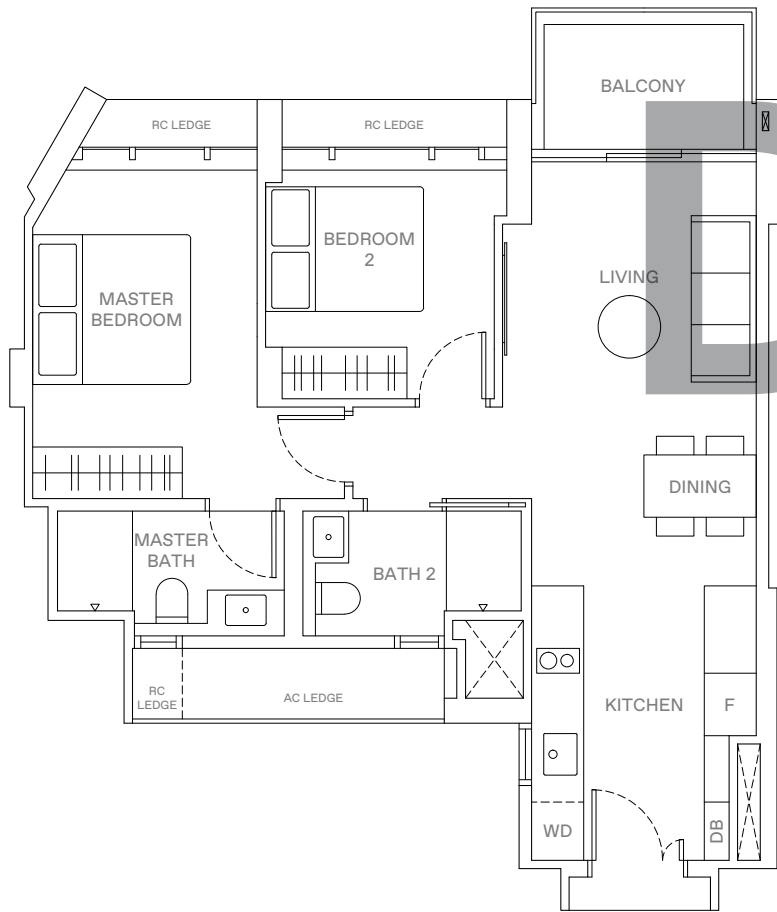 BALCONY
RC LEDGE
RC LEDGE
BEDROOM
2
LIVING
MASTER
BEDROOM
DINING
MASTER
BATH
BATH 2
RC
LEDGE
AC LEDGE
KITCHEN
F
WD
DB